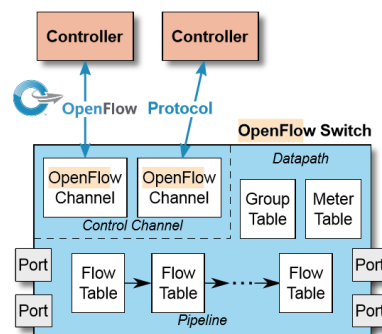 Controller
Controller
OpenFlow
Protocol
OpenFlow Switch
Datapath
OpenFlow
Channel
OpenFlow
Channel
Control Channel
Group
Table
Meter
Table
Port
Port
Flow
Table
Flow
Table
Flow
Table
Port
Port
Pipeline